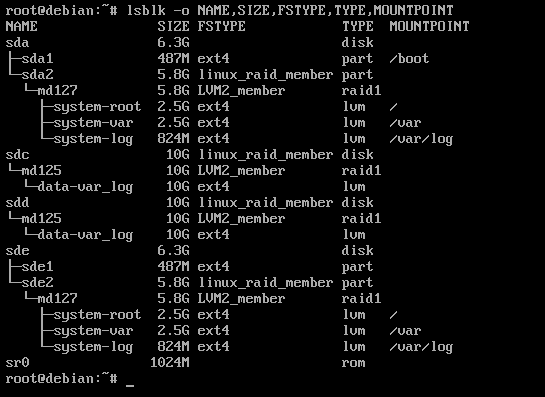 root@debian:~# lsblk -o NAME,SIZE,FSTYPE,TYPE,MOUNTPOINT
NAME                SIZE FSTYPE            TYPE  MOUNTPOINT
sda                 6.3G                   disk
├─sda1              487M ext4              part  /boot
└─sda2              5.8G linux_raid_member part
  └─md127           5.8G LVM2_member       raid1
    ├─system-root   2.5G ext4              lvm   /
    ├─system-var    2.5G ext4              lvm   /var
    └─system-log    824M ext4              lvm   /var/log
sdc                  10G linux_raid_member disk
└─md125              10G LVM2_member       raid1
  └─data-var_log     10G ext4              lvm
sdd                  10G linux_raid_member disk
└─md125              10G LVM2_member       raid1
  └─data-var_log     10G ext4              lvm
sde                 6.3G                   disk
├─sde1              487M ext4              part
└─sde2              5.8G linux_raid_member part
  └─md127           5.8G LVM2_member       raid1
    ├─system-root   2.5G ext4              lvm   /
    ├─system-var    2.5G ext4              lvm   /var
    └─system-log    824M ext4              lvm   /var/log
sr0                1024M                   rom
root@debian:~# _